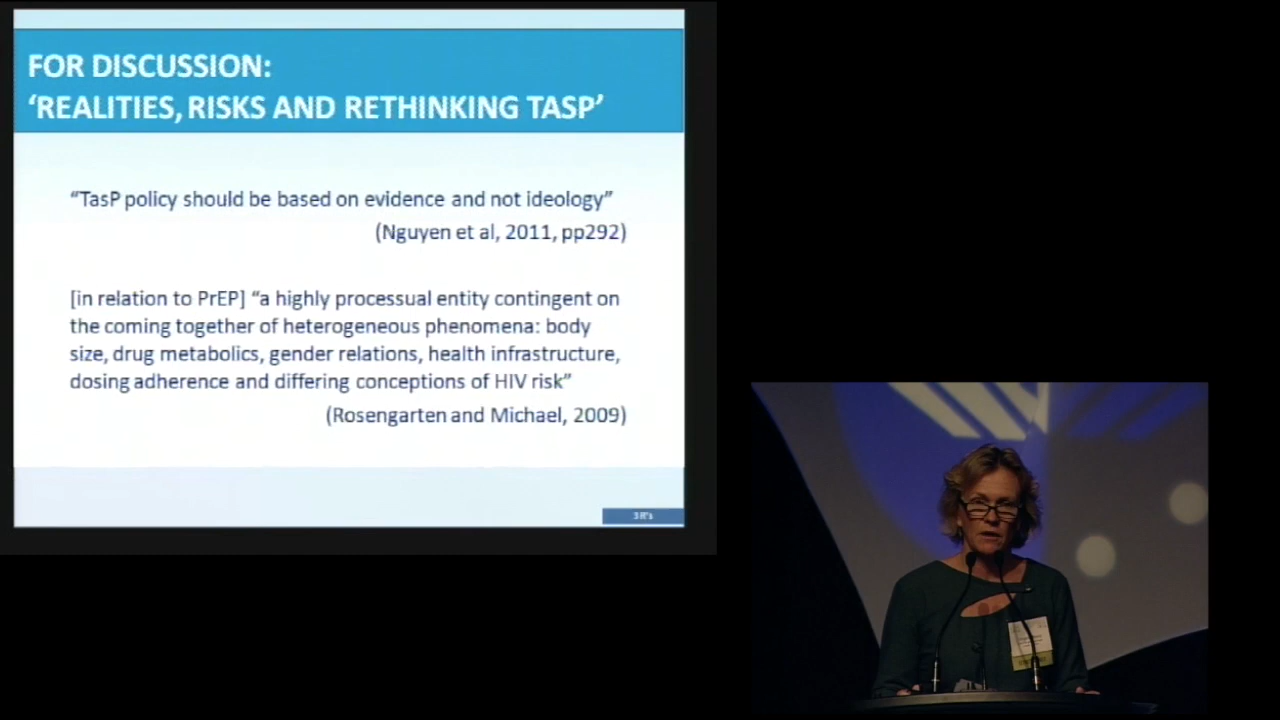 FOR DISCUSSION:
‘REALITIES, RISKS AND RETHINKING TASP’
“TasP policy should be based on evidence and not ideology”
(Nguyen et al, 2011, pp292)
[in relation to PrEP] “a highly processual entity contingent on
the coming together of heterogeneous phenomena: body
size, drug metabolics, gender relations, health infrastructure,
dosing adherence and differing conceptions of HIV risk”
(Rosengarten and Michael, 2009)
3 R's